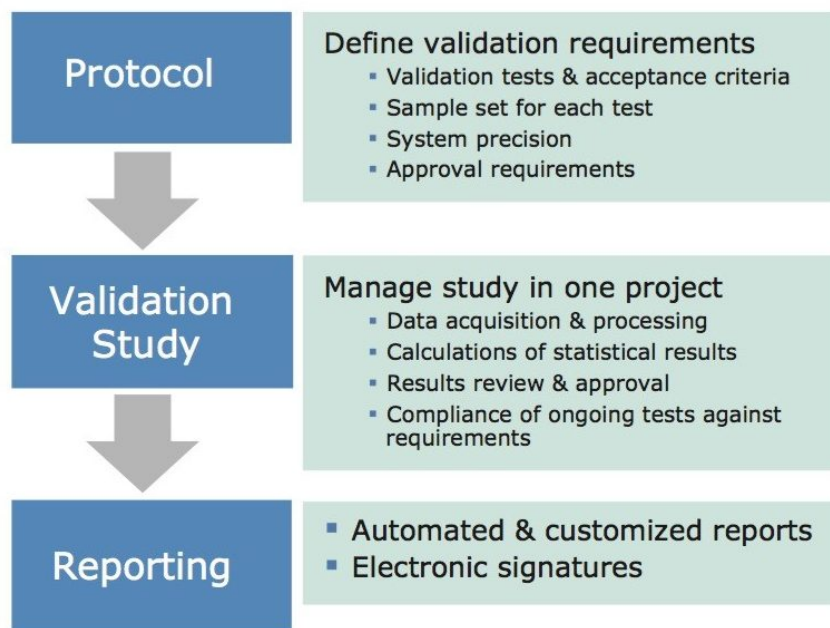 Protocol
Define validation requirements
▪ Validation tests & acceptance criteria
▪ Sample set for each test
▪ System precision
▪ Approval requirements
Validation
Study
Manage study in one project
▪ Data acquisition & processing
▪ Calculations of statistical results
▪ Results review & approval
▪ Compliance of ongoing tests against
requirements
Reporting
▪ Automated & customized reports
▪ Electronic signatures